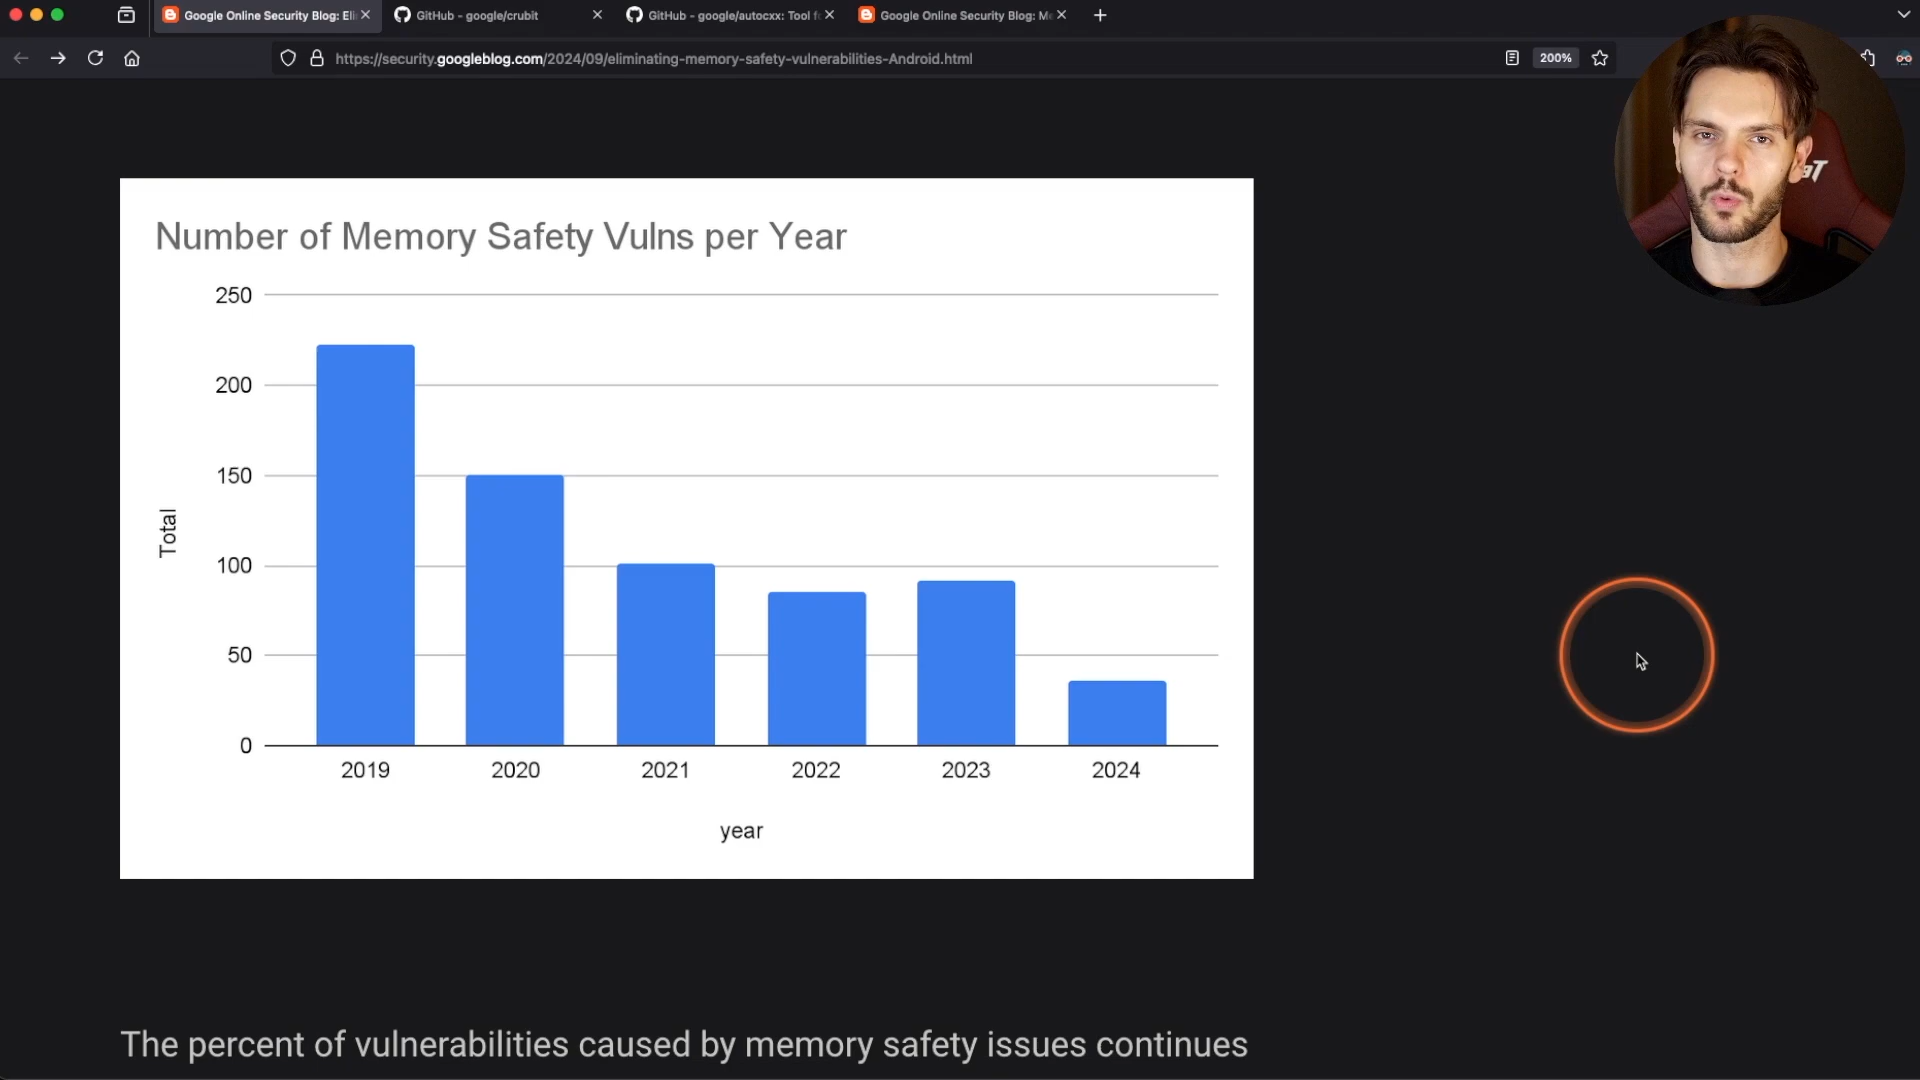 Google Online Security Blog: Eli
GitHub - google/crubit
GitHub - google/autocxx: Tool fo
Google Online Security Blog: Me
https://security.googleblog.com/2024/09/eliminating-memory-safety-vulnerabilities-Android.html
200%
Number of Memory Safety Vulns per Year
250
200
150
100
50
0
Total
2019
2020
2021
2022
2023
2024
year
The percent of vulnerabilities caused by memory safety issues continues